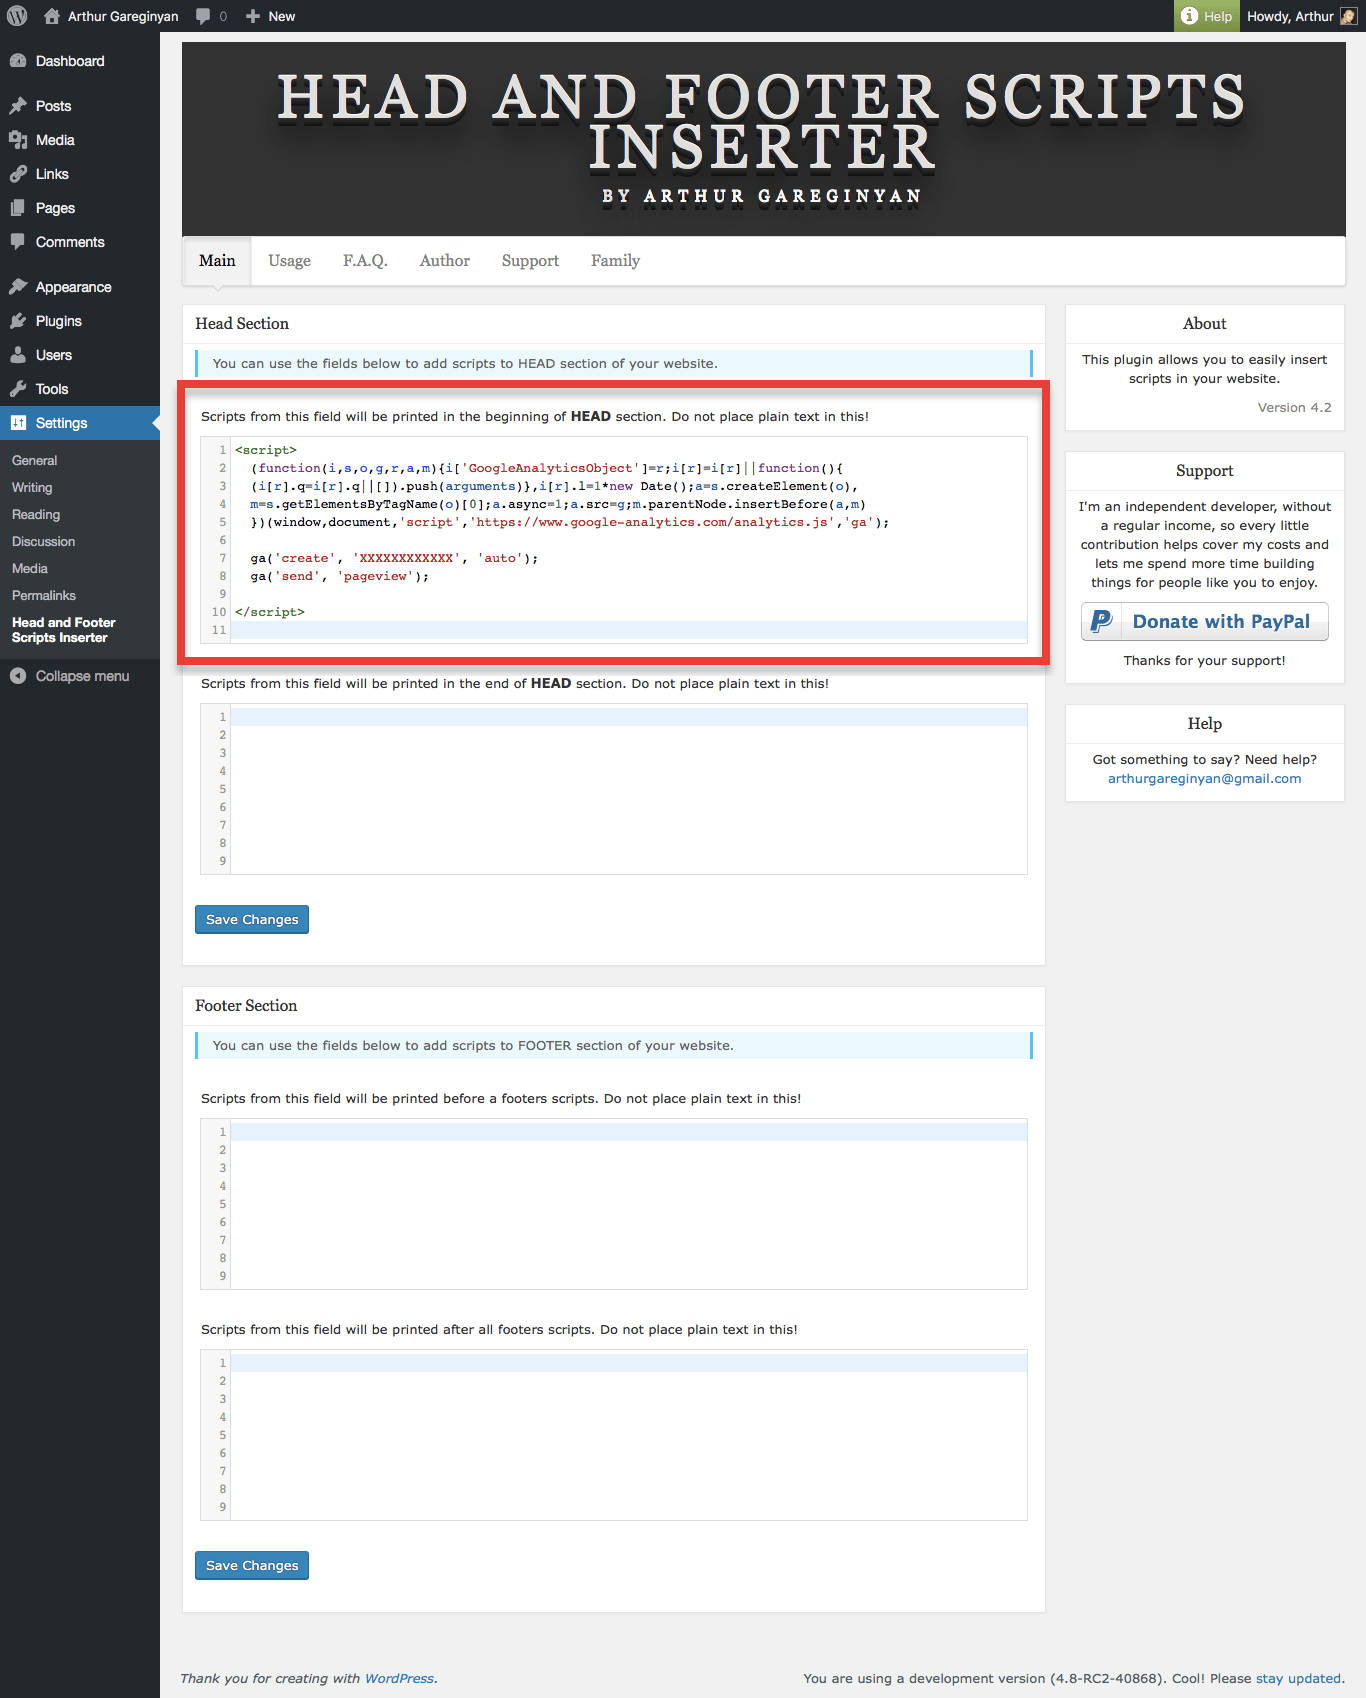 Arthur Gareginyan 0 New Help Howdy, Arthur
Dashboard
Posts
Media
Links
Pages
Comments
Appearance
Plugins
Users
Tools
Settings
General
Writing
Reading
Discussion
Media
Permalinks
Head and Footer
Scripts Inserter
Collapse menu
HEAD AND FOOTER SCRIPTS
INSERTER
BY ARTHUR GAREGINYAN
Main Usage F.A.Q. Author Support Family
Head Section
You can use the fields below to add scripts to HEAD section of your website.
Scripts from this field will be printed in the beginning of HEAD section. Do not place plain text in this!
1 <script>
2 (function(i,s,o,g,r,a,m){i['GoogleAnalyticsObject']=r;i[r]=i[r]||function(){
3 (i[r].q=i[r].q||[]).push(arguments)},i[r].l=1*new Date();a=s.createElement(o),
4 m=s.getElementsByTagName(o)[0];a.async=1;a.src=g;m.parentNode.insertBefore(a,m)
5 })(window,document,'script','https://www.google-analytics.com/analytics.js','ga');
6
7 ga('create', 'XXXXXXXXXXXX', 'auto');
8 ga('send', 'pageview');
9
10 </script>
11
Scripts from this field will be printed in the end of HEAD section. Do not place plain text in this!
1
2
3
4
5
6
7
8
9
Save Changes
Footer Section
You can use the fields below to add scripts to FOOTER section of your website.
Scripts from this field will be printed before a footers scripts. Do not place plain text in this!
1
2
3
4
5
6
7
8
9
Scripts from this field will be printed after all footers scripts. Do not place plain text in this!
1
2
3
4
5
6
7
8
9
Save Changes
About
This plugin allows you to easily insert
scripts in your website.
Version 4.2
Support
I'm an independent developer, without
a regular income, so every little
contribution helps cover my costs and
lets me spend more time building
things for people like you to enjoy.
Donate with PayPal
Thanks for your support!
Help
Got something to say? Need help?
arthurgareginyan@gmail.com
Thank you for creating with WordPress.
You are using a development version (4.8-RC2-40868). Cool! Please stay updated.